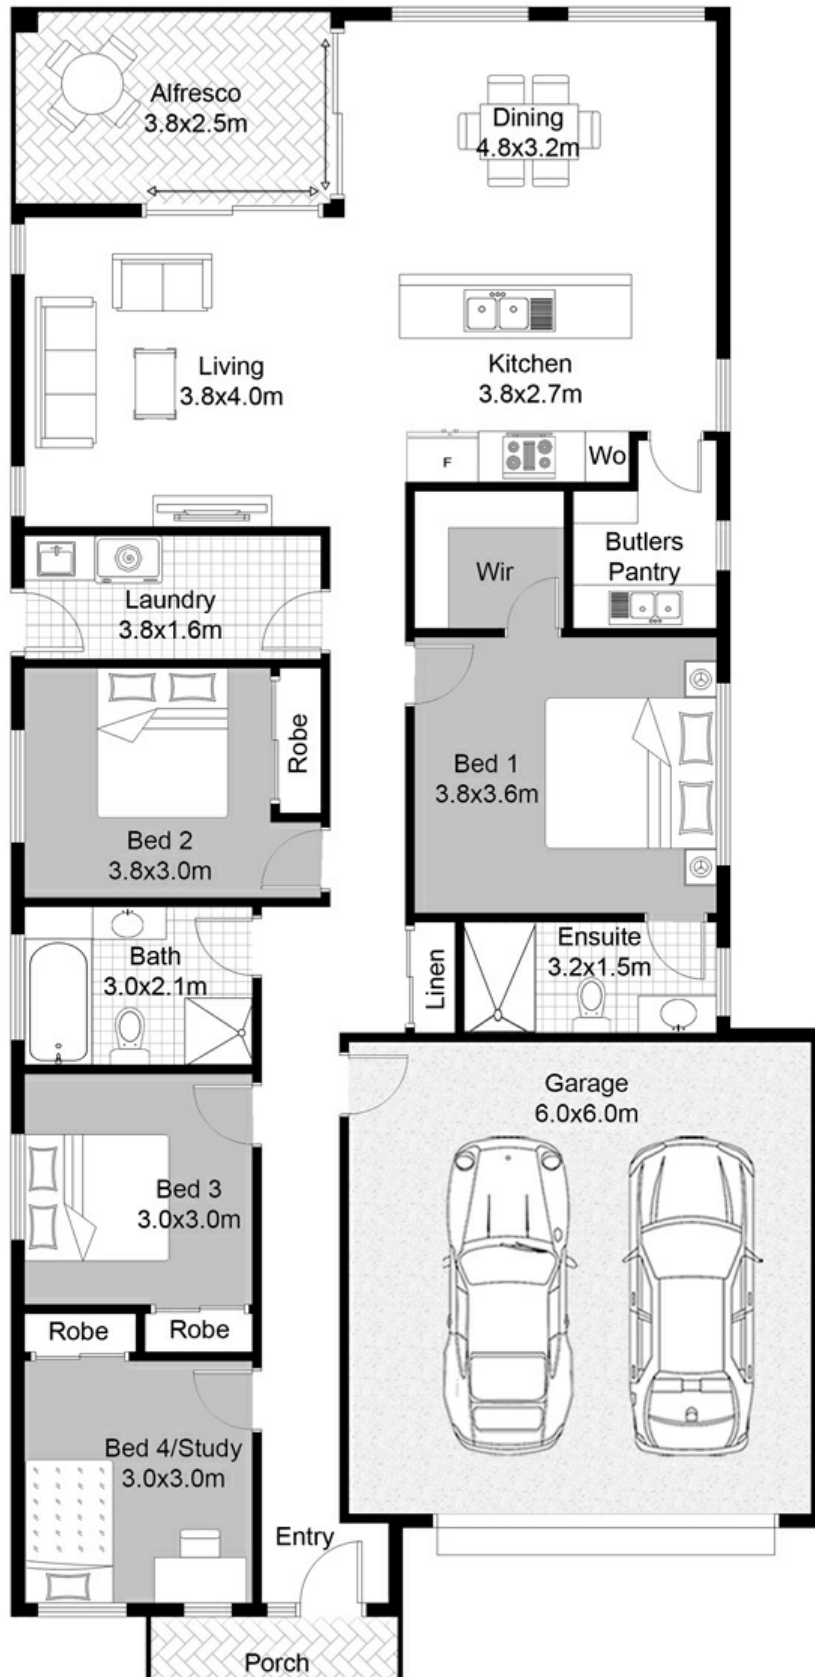 Alfresco
3.8x2.5m
Dining
4.8x3.2m
Living
3.8x4.0m
Kitchen
3.8x2.7m
F
Wo
Butlers
Pantry
Wir
Laundry
3.8x1.6m
Robe
Bed 1
3.8x3.6m
Bed 2
3.8x3.0m
Bath
3.0x2.1m
Linen
Ensuite
3.2x1.5m
Garage
6.0x6.0m
Bed 3
3.0x3.0m
Robe
Robe
Bed 4/Study
3.0x3.0m
Entry
Porch